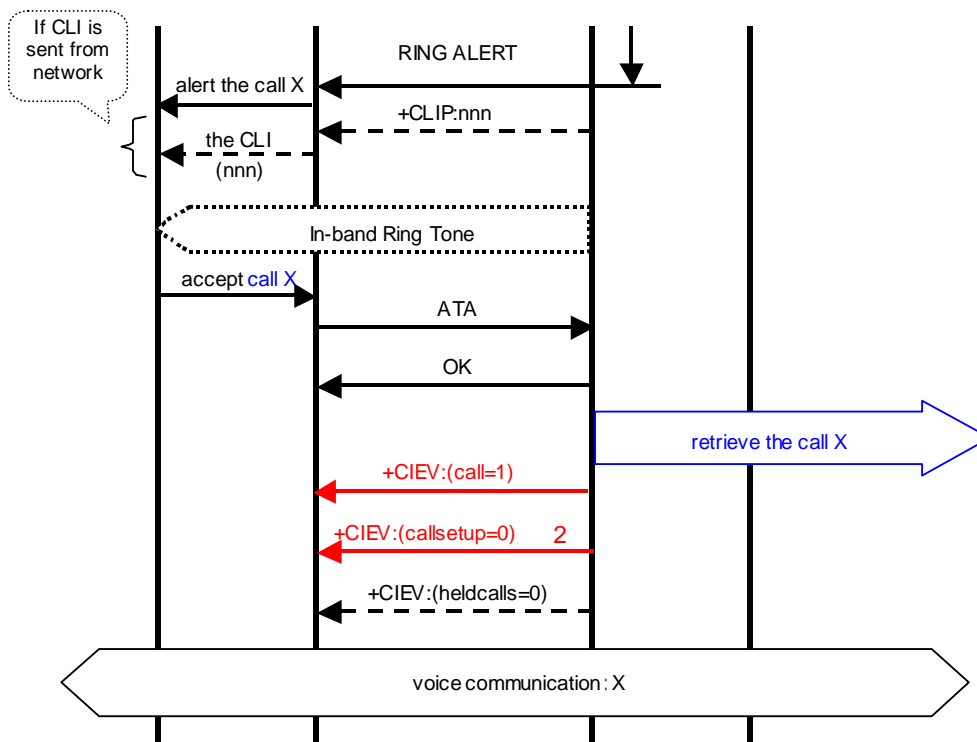 If CLI is
sent from
network
RING ALERT
alert the call X
+CLIP:nnn
the CLI
(nnn)
In-band Ring Tone
accept call X
ATA
OK
retrieve the call X
+CIEV:(call=1)
+CIEV:(callsetup=0) 2
+CIEV:(heldcalls=0)
voice communication: X